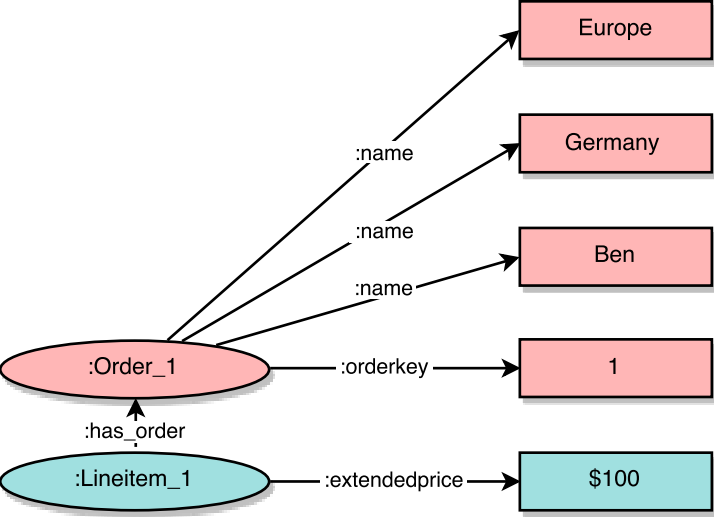 Europe
:name
Germany
:name
Ben
:name
:Order_1
:orderkey
1
:has_order
:Lineitem_1
:extendedprice
$100